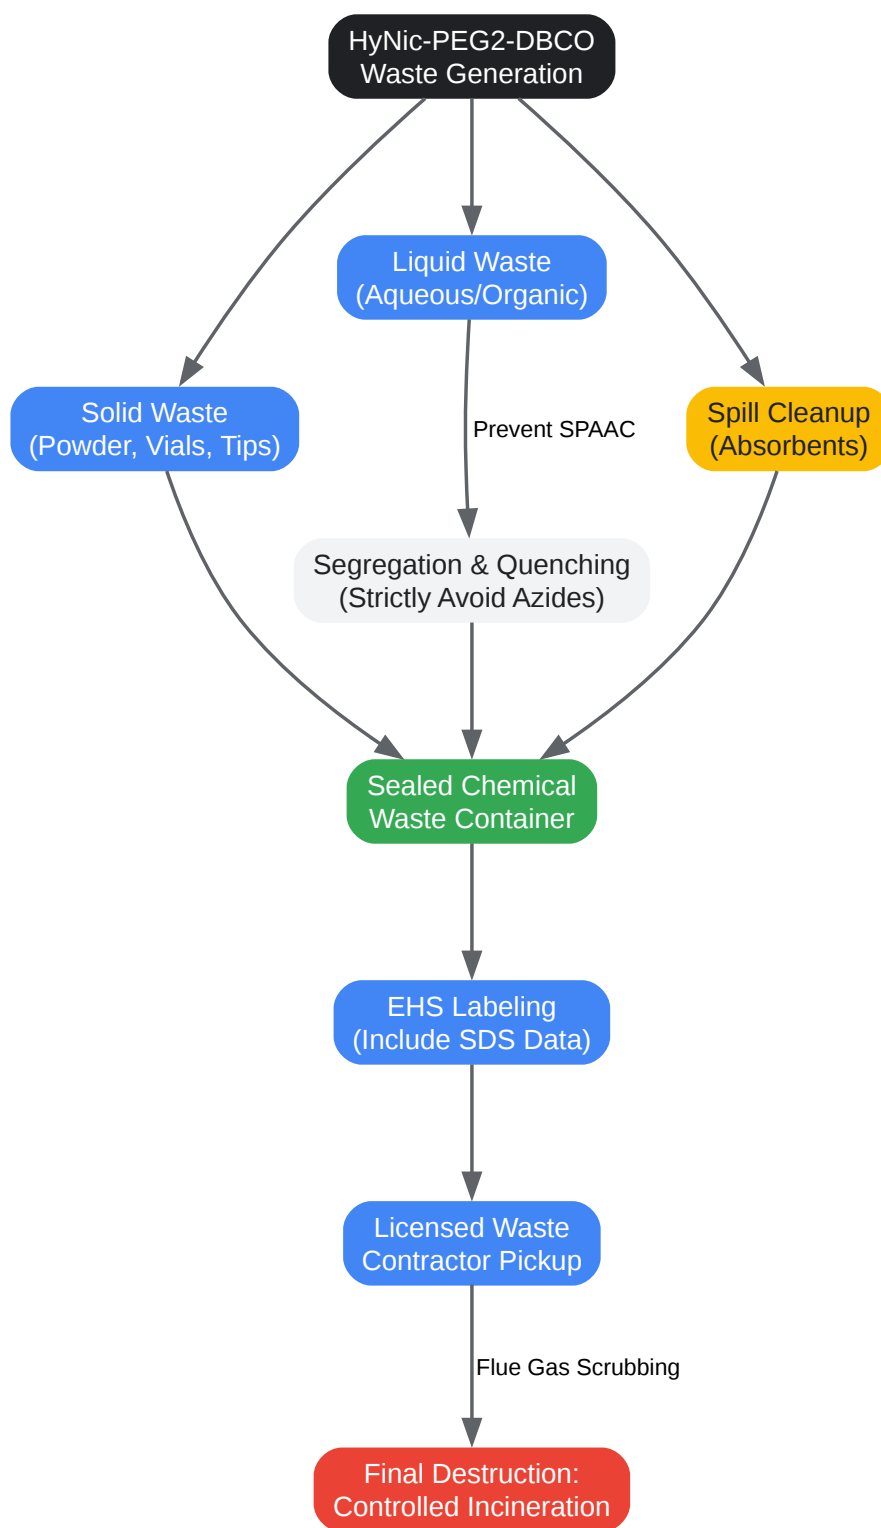 HyNic-PEG2-DBCO
Waste Generation
Liquid Waste
(Aqueous/Organic)
Solid Waste
(Powder, Vials, Tips)
Prevent SPAAC
Spill Cleanup
(Absorbents)
Segregation & Quenching
(Strictly Avoid Azides)
Sealed Chemical
Waste Container
EHS Labeling
(Include SDS Data)
Licensed Waste
Contractor Pickup
Flue Gas Scrubbing
Final Destruction:
Controlled Incineration